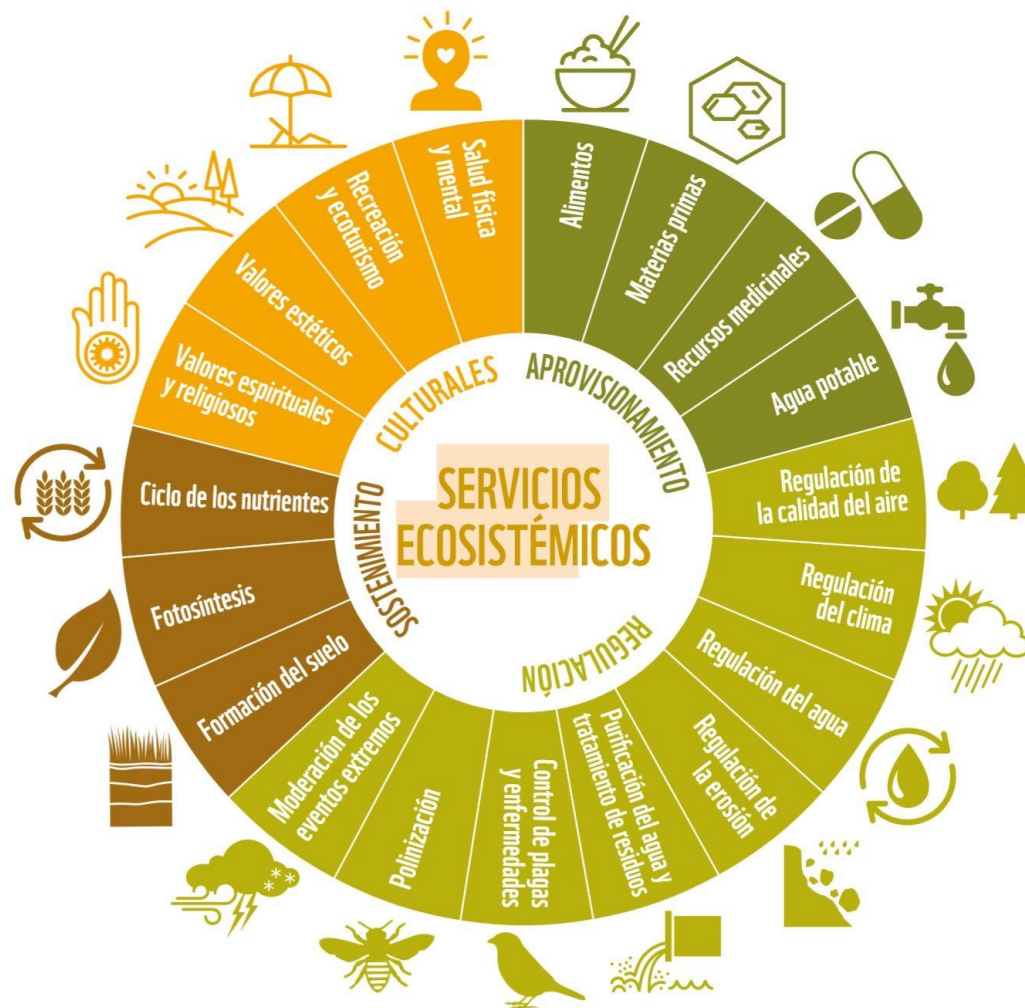 SERVICIOS
ECOSISTÉMICOS
APROVISIONAMIENTO
Alimentos
Materias primas
Recursos medicinales
Agua potable
REGULACIÓN
Regulación de
la calidad del aire
Regulación
del clima
Regulación del agua
Regulación de
la erosión
Purificación del agua y
tratamiento de residuos
Control de plagas
y enfermedades
Polinización
Moderación de los
eventos extremos
SOSTENIMIENTO
Formación del suelo
Fotosíntesis
Ciclo de los nutrientes
CULTURALES
Valores espirituales
y religiosos
Valores estéticos
Recreación
y ecoturismo
Salud física
y mental